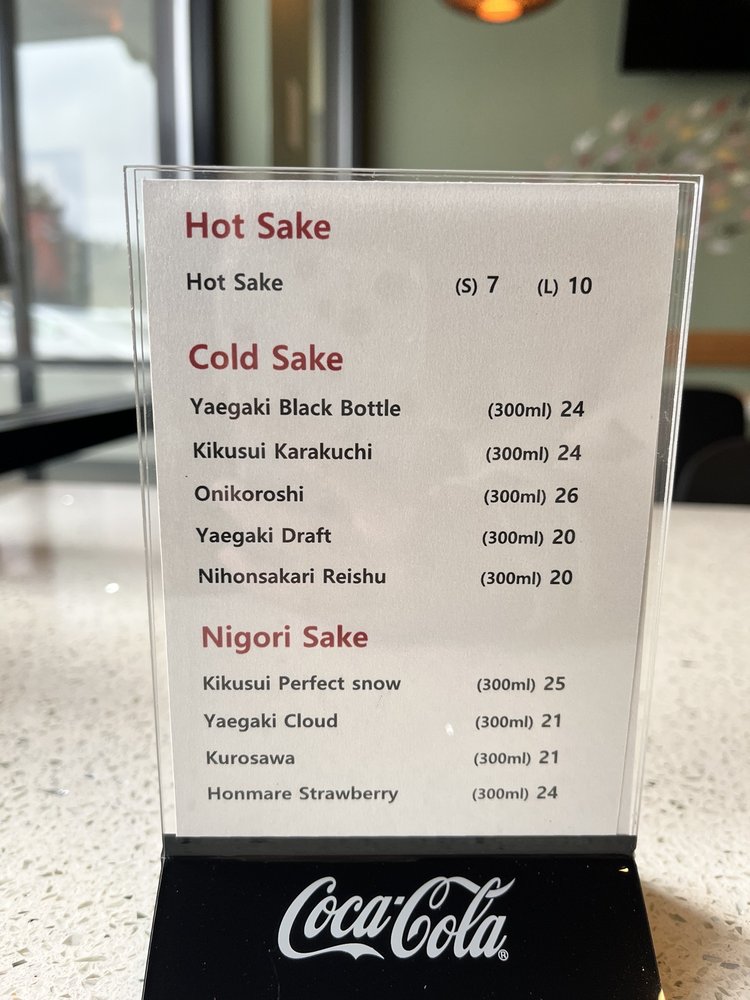 Hot Sake
Hot Sake (S) 7 (L) 10
Cold Sake
Yaegaki Black Bottle (300ml) 24
Kikusui Karakuchi (300ml) 24
Onikoroshi (300ml) 26
Yaegaki Draft (300ml) 20
Nihonsakari Reishu (300ml) 20
Nigori Sake
Kikusui Perfect snow (300ml) 25
Yaegaki Cloud (300ml) 21
Kurosawa (300ml) 21
Honmare Strawberry (300ml) 24
Coca-Cola®